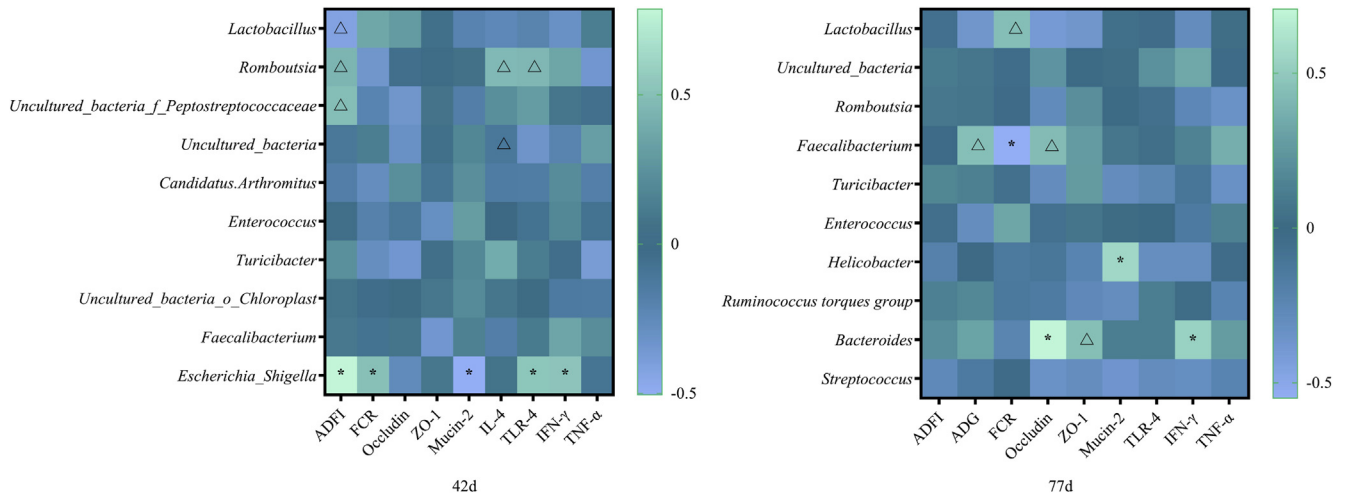 Lactobacillus
Romboutsia
Uncultured_bacteria_f_Peptostreptococcaceae
Uncultured_bacteria
Candidatus.Arthromitus
Enterococcus
Turicibacter
Uncultured_bacteria_o_Chloroplast
Faecalibacterium
Escherichia_Shigella
△
△ △ △
△
△
* * * * *
ADFI FCR Occludin ZO-1 Mucin-2 IL-4 TLR-4 IFN-γ TNF-α
0.5
0
-0.5
42d
Lactobacillus
Uncultured_bacteria
Romboutsia
Faecalibacterium
Turicibacter
Enterococcus
Helicobacter
Ruminococcus torques group
Bacteroides
Streptococcus
△
△ * △
*
* △ *
ADFI ADG FCR Occludin ZO-1 Mucin-2 TLR-4 IFN-γ TNF-α
0.5
0
-0.5
77d